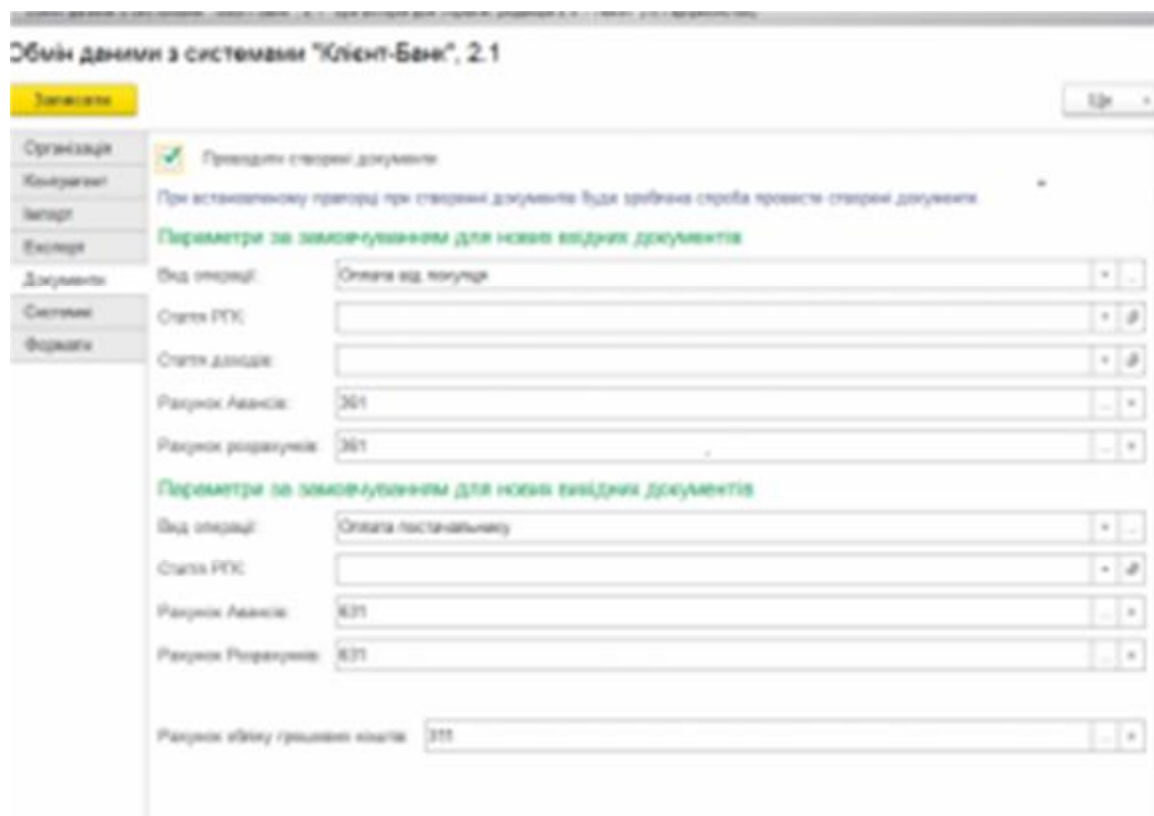 Обмін даними з системами "Клієнт-Банк", 2.1
Записати
Ще
Організація
Контрагент
Імпорт
Експорт
Документи
Системні
Формати
Проводити створені документи
При встановленому прапорці при створенні документів буде зроблена спроба провести створені документи.
Параметри за замовчуванням для нових вхідних документів
Вид операції: Оплата від покупця
Стаття РГК:
Стаття доходів:
Рахунок Авансів: 361
Рахунок розрахунків: 361
Параметри за замовчуванням для нових вихідних документів
Вид операції: Оплата постачальнику
Стаття РГК:
Рахунок Авансів: 631
Рахунок Розрахунків: 631
Рахунок обліку грошових коштів: 311